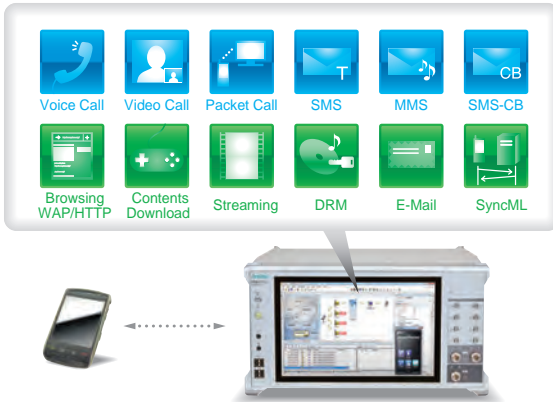 T
CB
Voice Call
Video Call
Packet Call
SMS
MMS
SMS-CB
Browsing
WAP/HTTP
Contents
Download
Streaming
DRM
E-Mail
SyncML